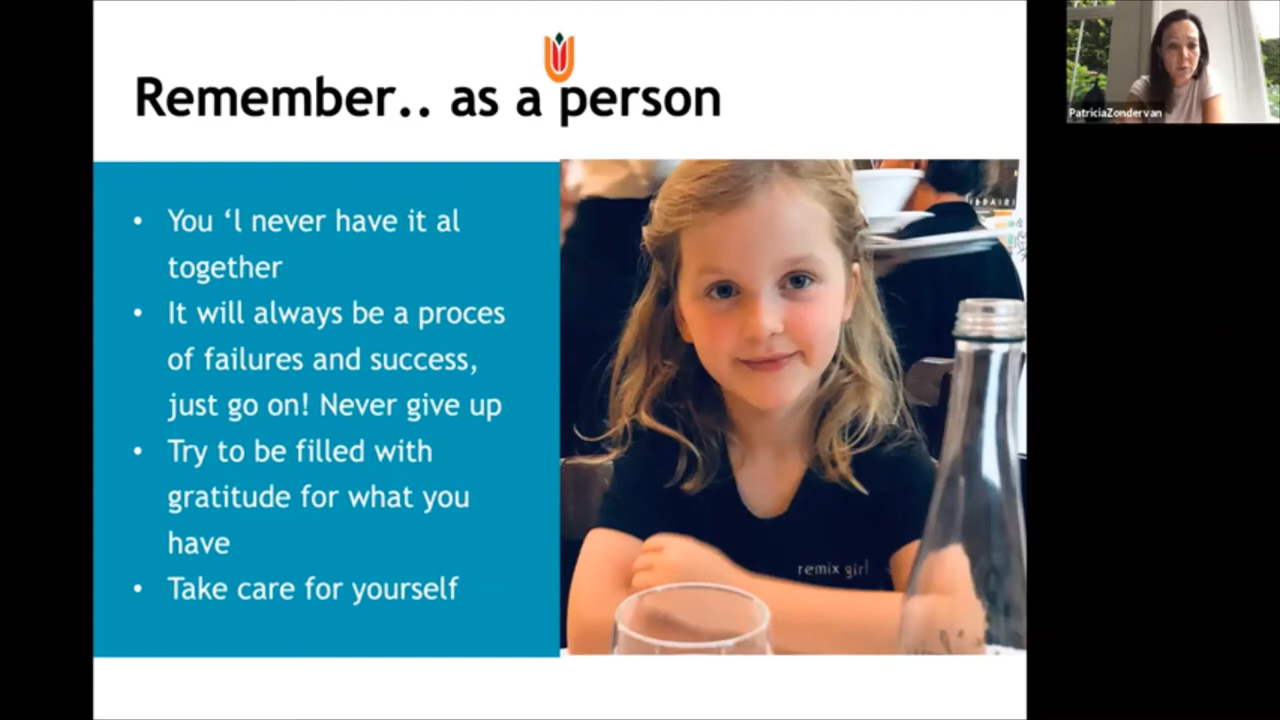 Remember.. as a person
You ‘l never have it al
together
It will always be a proces
of failures and success,
just go on! Never give up
Try to be filled with
gratitude for what you
have
Take care for yourself
remix girl
PatriciaZondervan